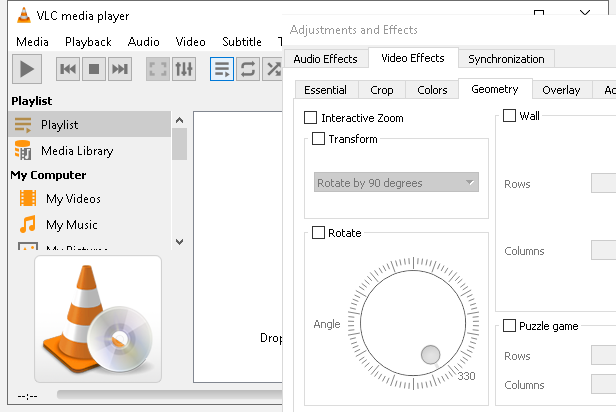 VLC media player
Media Playback Audio Video Subtitle
Playlist
Playlist
Media Library
My Computer
My Videos
My Music
My Pictures
--:--
Adjustments and Effects
Audio Effects Video Effects Synchronization
Essential Crop Colors Geometry Overlay
Interactive Zoom
Transform
Rotate by 90 degrees
Rotate
Angle
330
Wall
Rows
Columns
Puzzle game
Rows
Columns